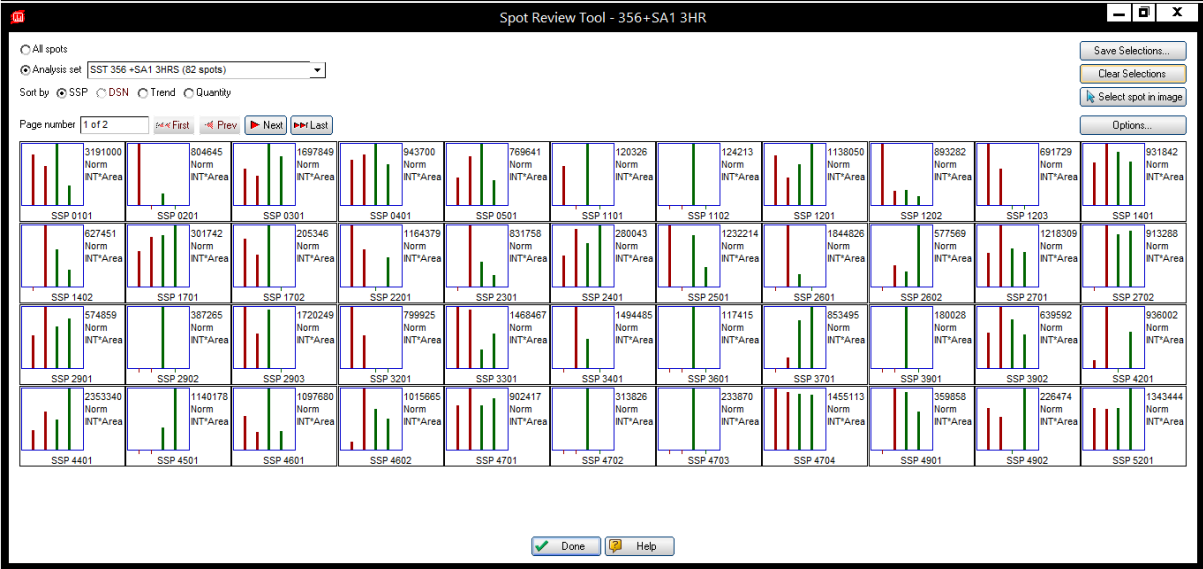 Spot Review Tool - 356+SA1 3HR
All spots
Analysis set SST 356 +SA1 3HRS (82 spots)
Sort by SSP DSN Trend Quantity
Page number 1 of 2 First Prev Next Last
Save Selections...
Clear Selections
Select spot in image
Options...
3191000 804645 1697849 943700 769641 120326 124213 1138050 893282 691729 931842
Norm Norm Norm Norm Norm Norm Norm Norm Norm Norm Norm
INT*Area INT*Area INT*Area INT*Area INT*Area INT*Area INT*Area INT*Area INT*Area INT*Area INT*Area
SSP 0101 SSP 0201 SSP 0301 SSP 0401 SSP 0501 SSP 1101 SSP 1102 SSP 1201 SSP 1202 SSP 1203 SSP 1401
627451 301742 205346 1164379 831758 280043 1232214 1844826 577569 1218309 913288
Norm Norm Norm Norm Norm Norm Norm Norm Norm Norm Norm
INT*Area INT*Area INT*Area INT*Area INT*Area INT*Area INT*Area INT*Area INT*Area INT*Area INT*Area
SSP 1402 SSP 1701 SSP 1702 SSP 2201 SSP 2301 SSP 2401 SSP 2501 SSP 2601 SSP 2602 SSP 2701 SSP 2702
574859 387265 1720249 799925 1468467 1494485 117415 853495 180028 639592 936002
Norm Norm Norm Norm Norm Norm Norm Norm Norm Norm Norm
INT*Area INT*Area INT*Area INT*Area INT*Area INT*Area INT*Area INT*Area INT*Area INT*Area INT*Area
SSP 2901 SSP 2902 SSP 2903 SSP 3201 SSP 3301 SSP 3401 SSP 3601 SSP 3701 SSP 3901 SSP 3902 SSP 4201
2353340 1140178 1097680 1015665 902417 313826 233870 1455113 359858 226474 1343444
Norm Norm Norm Norm Norm Norm Norm Norm Norm Norm Norm
INT*Area INT*Area INT*Area INT*Area INT*Area INT*Area INT*Area INT*Area INT*Area INT*Area INT*Area
SSP 4401 SSP 4501 SSP 4601 SSP 4602 SSP 4701 SSP 4702 SSP 4703 SSP 4704 SSP 4901 SSP 4902 SSP 5201
Done Help